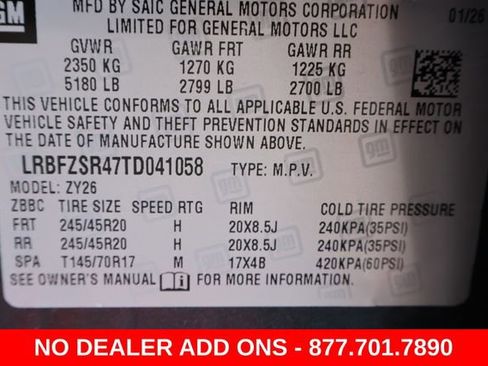 GM
MFD BY SAIC GENERAL MOTORS CORPORATION
01/26
LIMITED FOR GENERAL MOTORS LLC
GVWR GAWR FRT GAWR RR
2350 KG 1270 KG 1225 KG
5180 LB 2799 LB 2700 LB
THIS VEHICLE CONFORMS TO ALL APPLICABLE U.S. FEDERAL MOTOR
VEHICLE SAFETY AND THEFT PREVENTION STANDARDS IN EFFECT ON
THE DATE OF MANUFACTURE SHOWN ABOVE.
LRBFZSR47TD041058 TYPE: M.P.V.
MODEL: ZY26
ZBBC TIRE SIZE SPEED RTG RIM COLD TIRE PRESSURE
FRT 245/45R20 H 20X8.5J 240KPA(35PSI)
RR 245/45R20 H 20X8.5J 240KPA(35PSI)
SPA T145/70R17 M 17X4B 420KPA(60PSI)
SEE OWNER'S MANUAL FOR MORE INFORMATION
NO DEALER ADD ONS - 877.701.7890